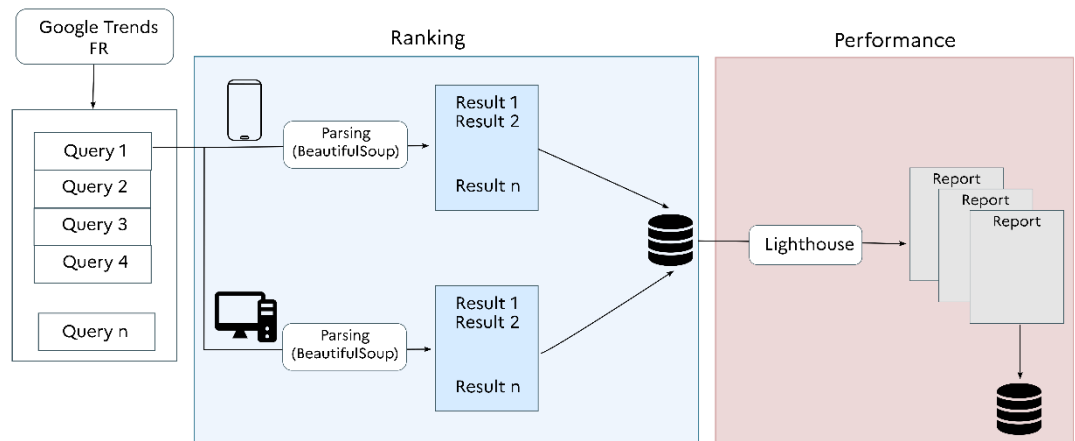 Google Trends
FR
Query 1
Query 2
Query 3
Query 4
Query n
Ranking
Parsing
(BeautifulSoup)
Result 1
Result 2
Result n
Parsing
(BeautifulSoup)
Result 1
Result 2
Result n
Performance
Lighthouse
Report
Report
Report